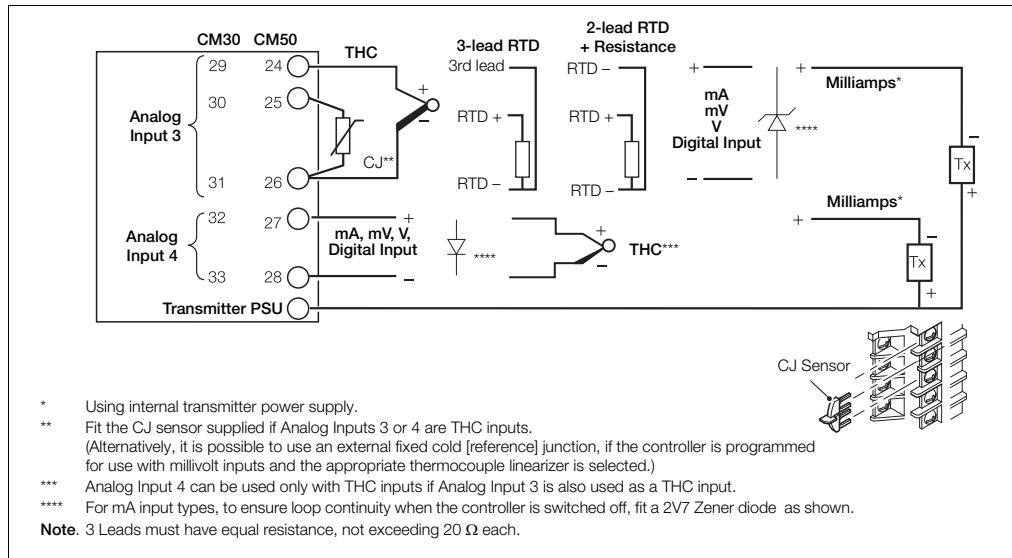 CM30 CM50
THC
3-lead RTD
2-lead RTD
+ Resistance
Analog
Input 3
29 24
30 25
31 26
+
–
CJ**
3rd lead
RTD +
RTD –
RTD –
RTD +
RTD –
+
mA
mV
V
Digital Input
–
****
+
Milliamps*
–
Tx
+
Analog
Input 4
32 27
33 28
+
mA, mV, V,
Digital Input
–
****
+
–
THC***
Milliamps*
+
–
Tx
+
Transmitter PSU
CJ Sensor
* Using internal transmitter power supply.
** Fit the CJ sensor supplied if Analog Inputs 3 or 4 are THC inputs.
(Alternatively, it is possible to use an external fixed cold [reference] junction, if the controller is programmed
for use with millivolt inputs and the appropriate thermocouple linearizer is selected.)
*** Analog Input 4 can be used only with THC inputs if Analog Input 3 is also used as a THC input.
**** For mA input types, to ensure loop continuity when the controller is switched off, fit a 2V7 Zener diode as shown.
Note. 3 Leads must have equal resistance, not exceeding 20 Ω each.